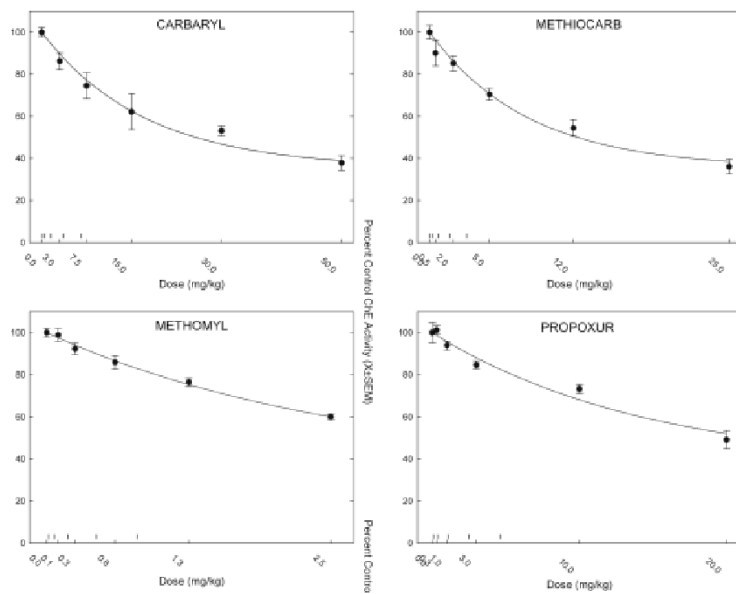 CARBARYL
100
80
60
40
20
0
0.0 3.0 7.5 15.0 30.0 50.0
Dose (mg/kg)
METHIOCARB
100
80
60
40
20
0
2.0 5.0 12.0 25.0
Dose (mg/kg)
Percent Control ChE Activity (X±SEM)
METHOMYL
100
80
60
40
20
0
0.0 0.1 0.3 1.3 2.5
Dose (mg/kg)
Percent Contro
PROPOXUR
100
80
60
40
20
0
1.0 3.0 10.0 20.0
Dose (mg/kg)